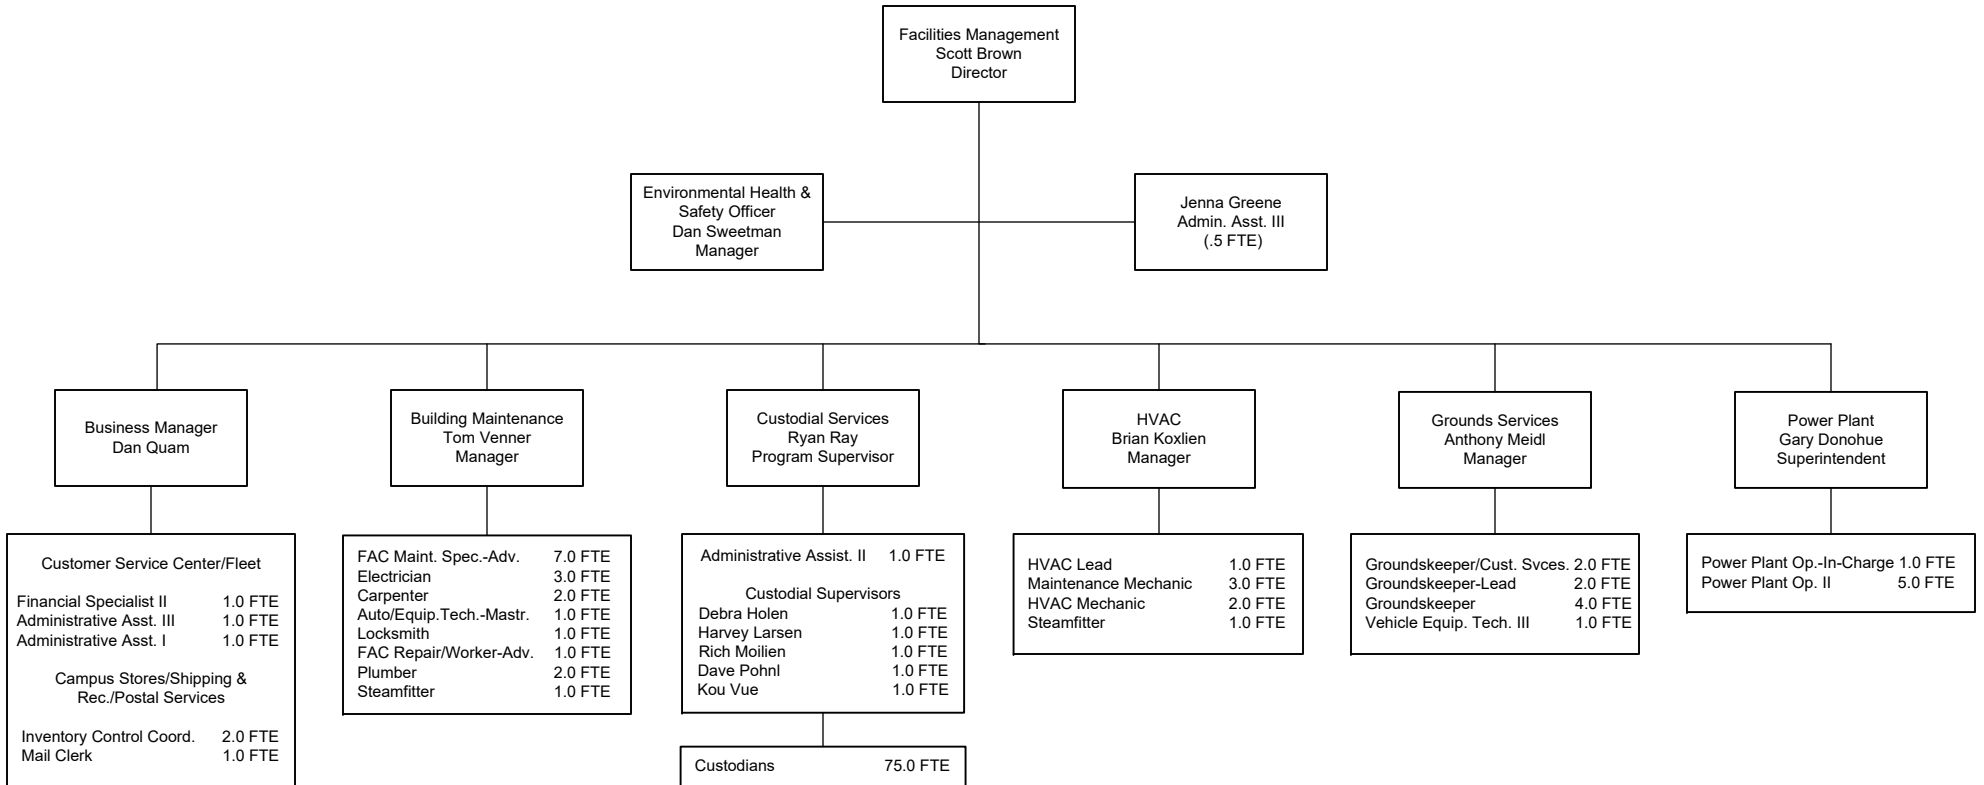 Facilities Management
Scott Brown
Director
Environmental Health &
Safety Officer
Dan Sweetman
Manager
Jenna Greene
Admin. Asst. III
(.5 FTE)
Business Manager
Dan Quam
Building Maintenance
Tom Venner
Manager
Custodial Services
Ryan Ray
Program Supervisor
HVAC
Brian Koxlien
Manager
Grounds Services
Anthony Meidl
Manager
Power Plant
Gary Donohue
Superintendent
Customer Service Center/Fleet
Financial Specialist II 1.0 FTE
Administrative Asst. III 1.0 FTE
Administrative Asst. I 1.0 FTE
Campus Stores/Shipping &
Rec./Postal Services
Inventory Control Coord. 2.0 FTE
Mail Clerk 1.0 FTE
FAC Maint. Spec.-Adv. 7.0 FTE
Electrician 3.0 FTE
Carpenter 2.0 FTE
Auto/Equip.Tech.-Mastr. 1.0 FTE
Locksmith 1.0 FTE
FAC Repair/Worker-Adv. 1.0 FTE
Plumber 2.0 FTE
Steamfitter 1.0 FTE
Administrative Assist. II 1.0 FTE
Custodial Supervisors
Debra Holen 1.0 FTE
Harvey Larsen 1.0 FTE
Rich Moilien 1.0 FTE
Dave Pohnl 1.0 FTE
Kou Vue 1.0 FTE
Custodians 75.0 FTE
HVAC Lead 1.0 FTE
Maintenance Mechanic 3.0 FTE
HVAC Mechanic 2.0 FTE
Steamfitter 1.0 FTE
Groundskeeper/Cust. Svces. 2.0 FTE
Groundskeeper-Lead 2.0 FTE
Groundskeeper 4.0 FTE
Vehicle Equip. Tech. III 1.0 FTE
Power Plant Op.-In-Charge 1.0 FTE
Power Plant Op. II 5.0 FTE